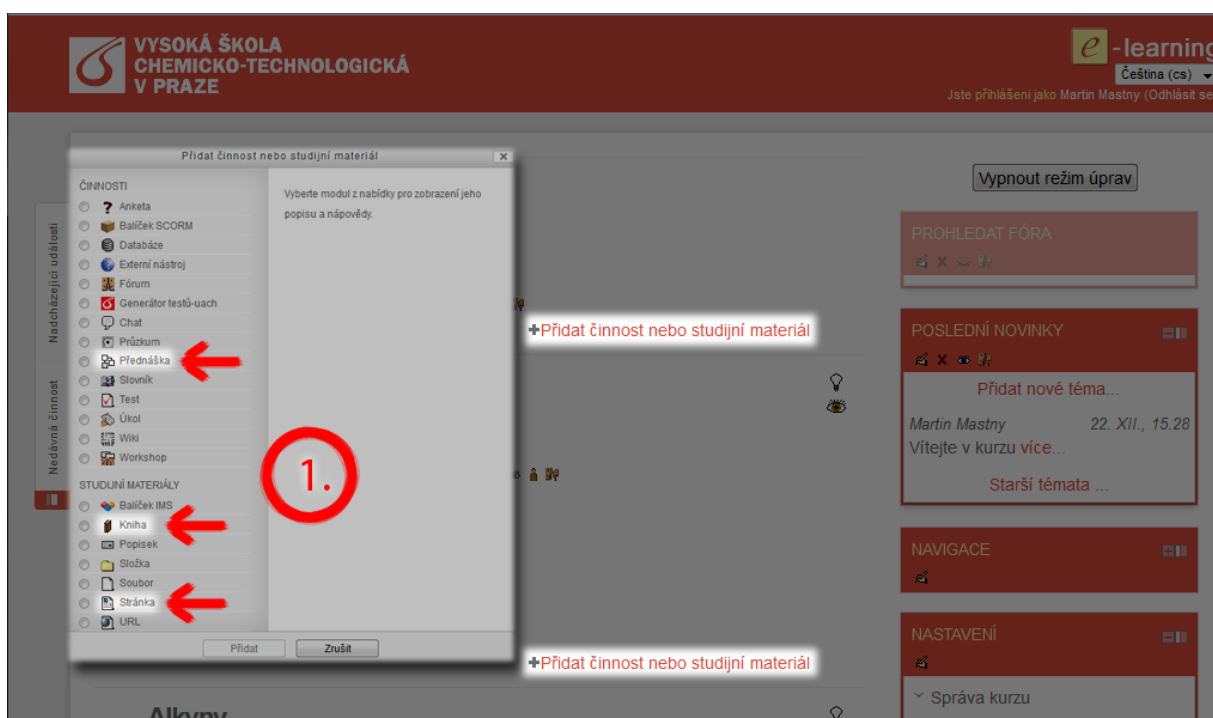 VYSOKÁ ŠKOLA
CHEMICKO-TECHNOLOGICKÁ
V PRAZE
e -learning
Čeština (cs)
Jste přihlášeni jako Martin Mastny (Odhlásit se
Přidat činnost nebo studijní materiál
ČINNOSTI
Anketa
Balíček SCORM
Databáze
Externí nástroj
Fórum
Generátor testů-uach
Chat
Průzkum
Přednáška
Slovník
Test
Úkol
Wiki
Workshop
STUDIJNÍ MATERIÁLY
Balíček IMS
Kniha
Popisek
Složka
Soubor
Stránka
URL
Vyberte modul z nabídky pro zobrazení jeho
popisu a nápovědy.
1.
Přidat
Zrušit
Nadcházející události
Nedávná činnost
+Přidat činnost nebo studijní materiál
+Přidat činnost nebo studijní materiál
Alkyny
Vypnout režim úprav
PROHLEDAT FÓRA
POSLEDNÍ NOVINKY
Přidat nové téma...
Martin Mastny 22. XII., 15.28
Vítejte v kurzu více...
Starší témata ...
NAVIGACE
NASTAVENÍ
Správa kurzu